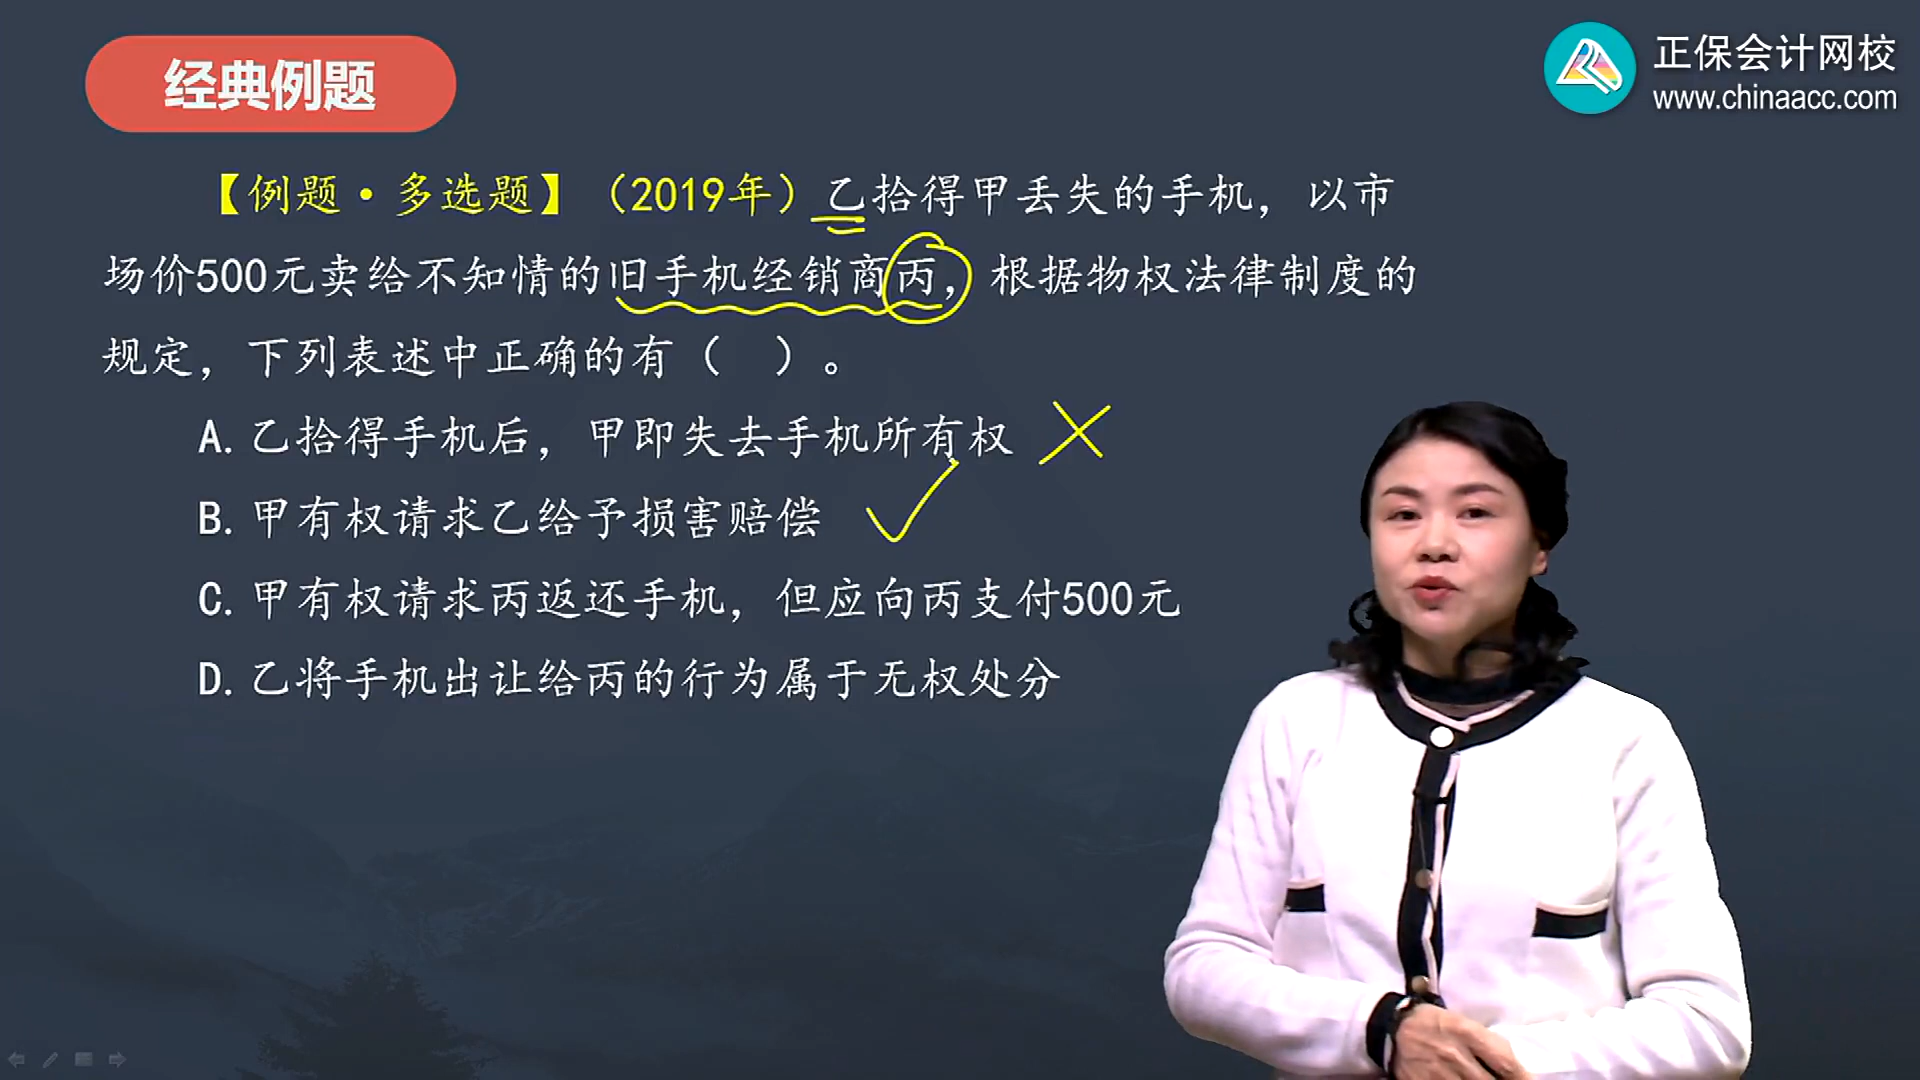 经典例题
正保会计网校
www.chinaacc.com
【例题·多选题】（2019年）乙拾得甲丢失的手机，以市
场价500元卖给不知情的旧手机经销商丙，根据物权法律制度的
规定，下列表述中正确的有（　）。
A. 乙拾得手机后，甲即失去手机所有权
B. 甲有权请求乙给予损害赔偿
C. 甲有权请求丙返还手机，但应向丙支付500元
D. 乙将手机出让给丙的行为属于无权处分